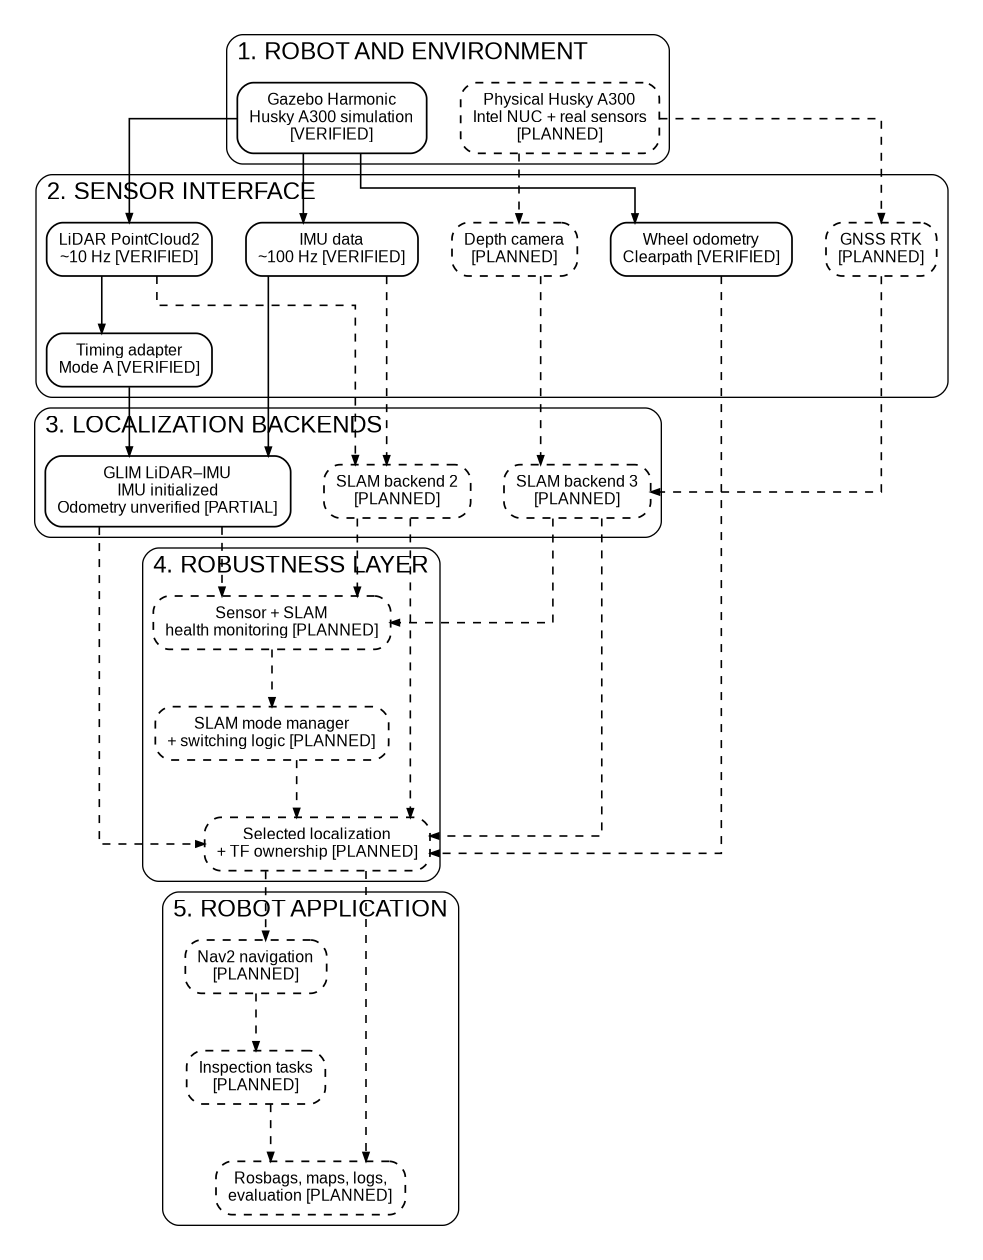 1. ROBOT AND ENVIRONMENT
Gazebo Harmonic
Husky A300 simulation
[VERIFIED]
Physical Husky A300
Intel NUC + real sensors
[PLANNED]
2. SENSOR INTERFACE
LiDAR PointCloud2
~10 Hz [VERIFIED]
IMU data
~100 Hz [VERIFIED]
Depth camera
[PLANNED]
Wheel odometry
Clearpath [VERIFIED]
GNSS RTK
[PLANNED]
Timing adapter
Mode A [VERIFIED]
3. LOCALIZATION BACKENDS
GLIM LiDAR–IMU
IMU initialized
Odometry unverified [PARTIAL]
SLAM backend 2
[PLANNED]
SLAM backend 3
[PLANNED]
4. ROBUSTNESS LAYER
Sensor + SLAM
health monitoring [PLANNED]
SLAM mode manager
+ switching logic [PLANNED]
Selected localization
+ TF ownership [PLANNED]
5. ROBOT APPLICATION
Nav2 navigation
[PLANNED]
Inspection tasks
[PLANNED]
Rosbags, maps, logs,
evaluation [PLANNED]